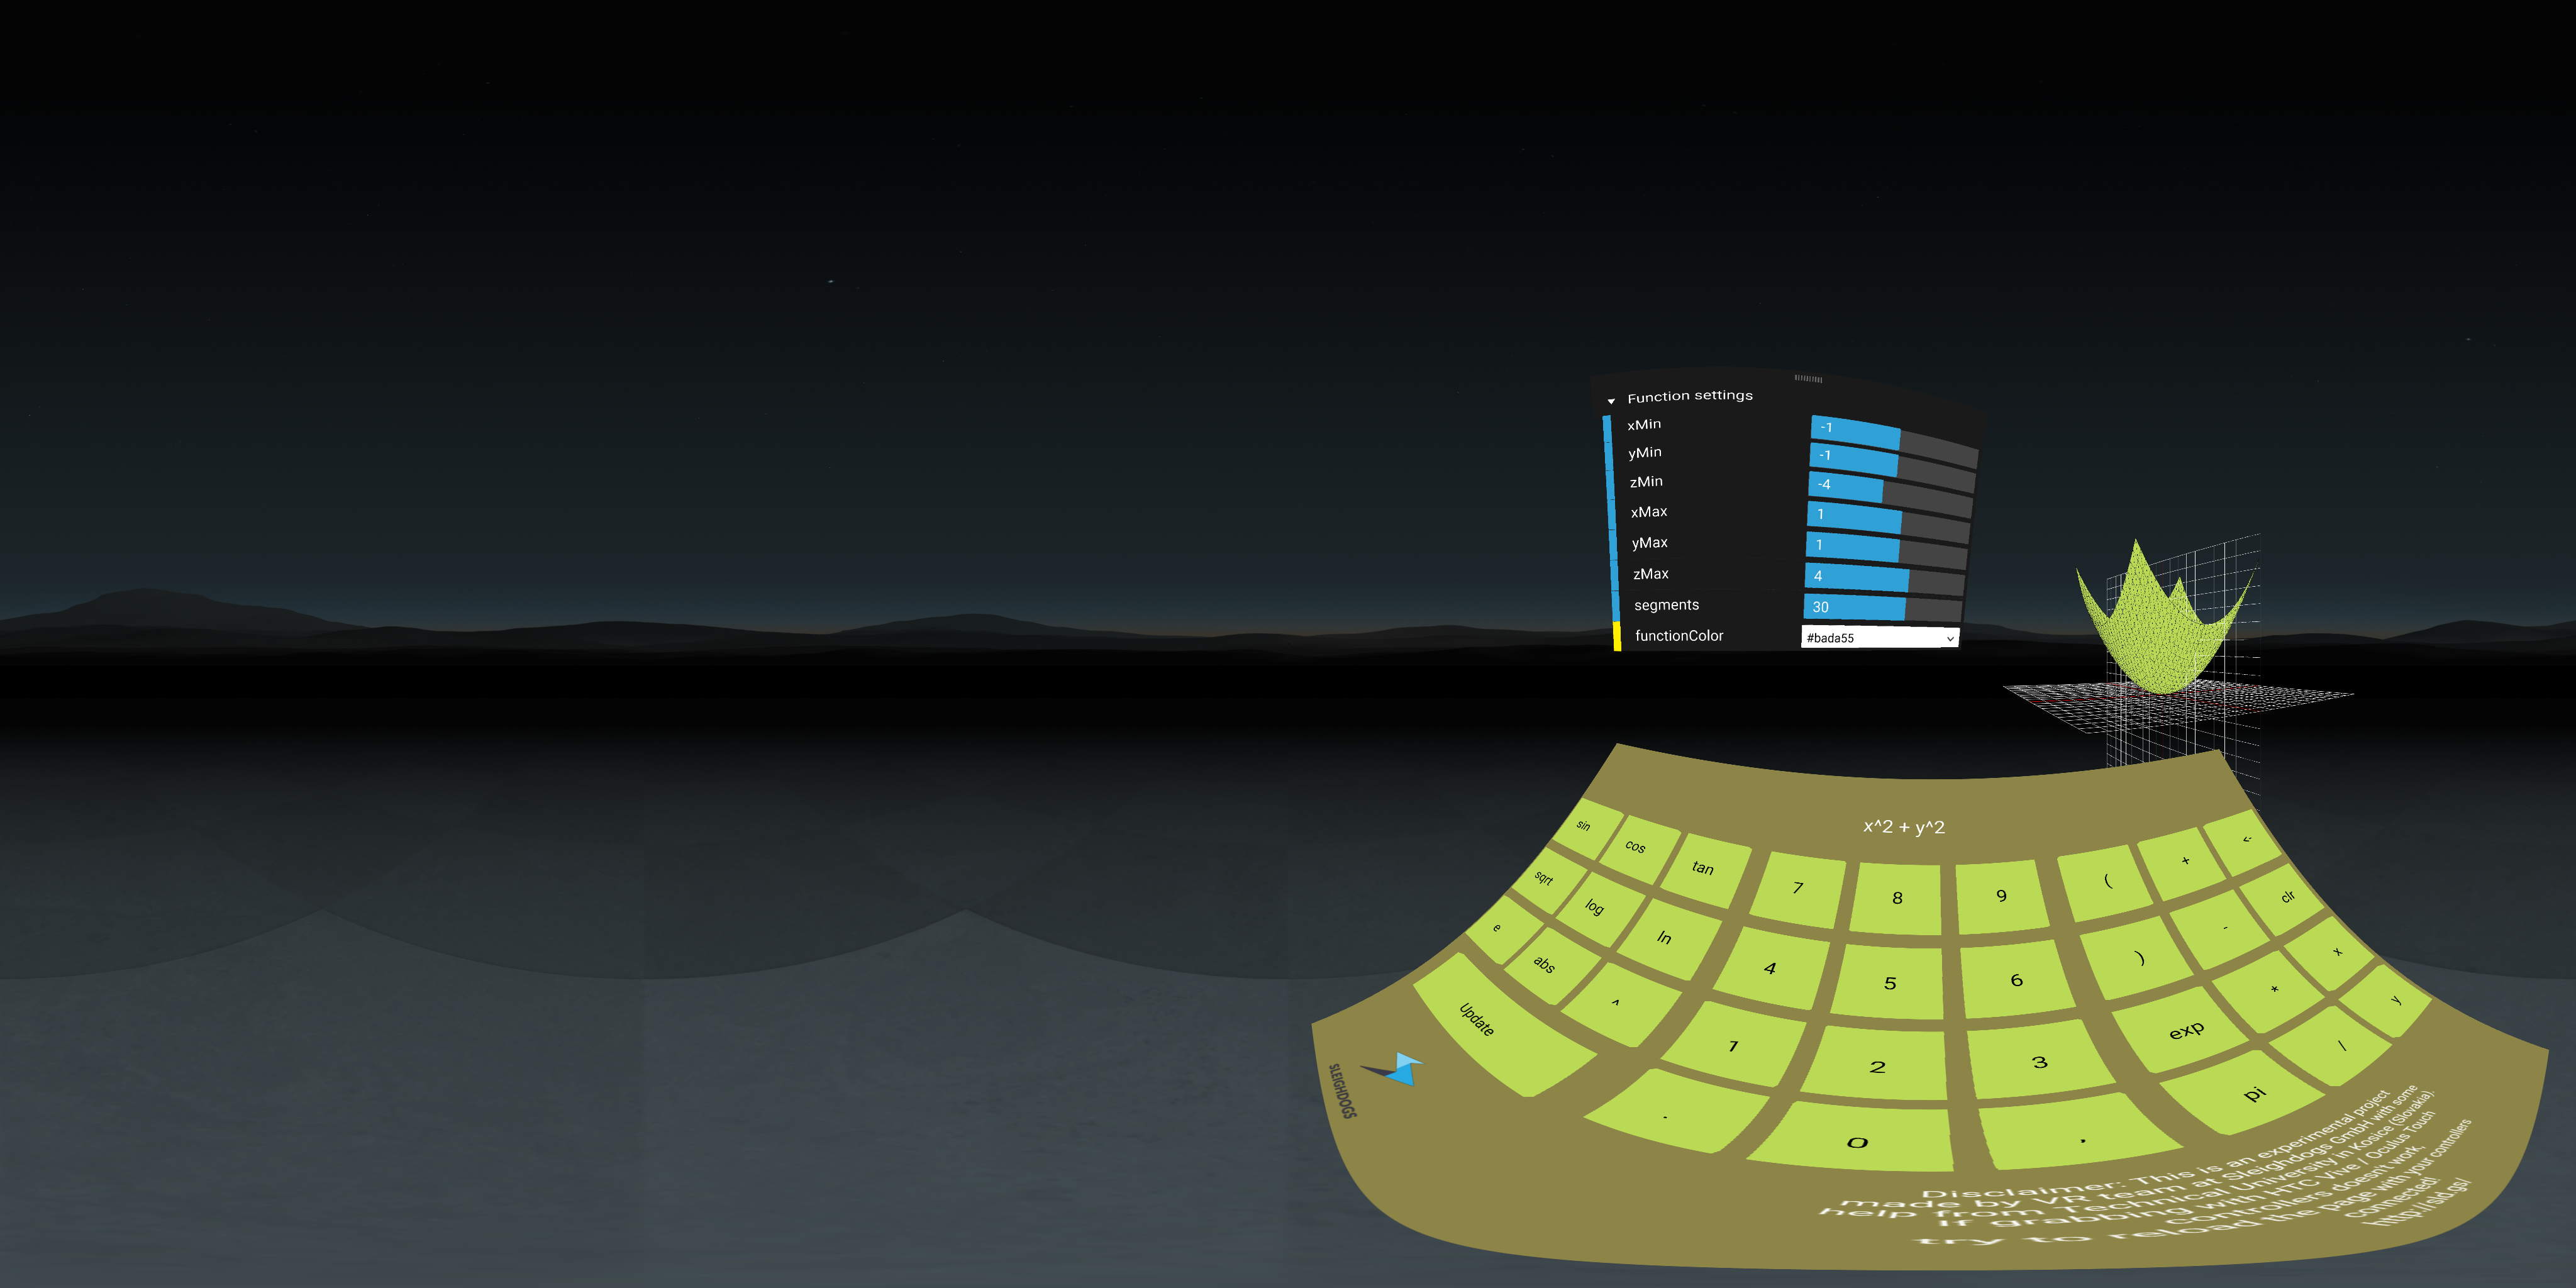 Function settings
xMin -1
yMin -1
zMin -4
xMax 1
yMax 1
zMax 4
segments 30
functionColor #bada55
x^2 + y^2
sin cos tan 7 8 9 ( + <-
sqrt log ln 4 5 6 ) - clr
e abs ^ 1 2 3 exp * x
Update . 0 . pi / y
SLEIGHDOGS
Disclaimer: This is an experimental project
made by VR team at Sleighdogs GmbH with some
help from Technical University in Kosice (Slovakia).
If grabbing with HTC Vive / Oculus Touch
controllers doesn't work,
try to reload the page with your controllers
connected!
http://sld.gs/